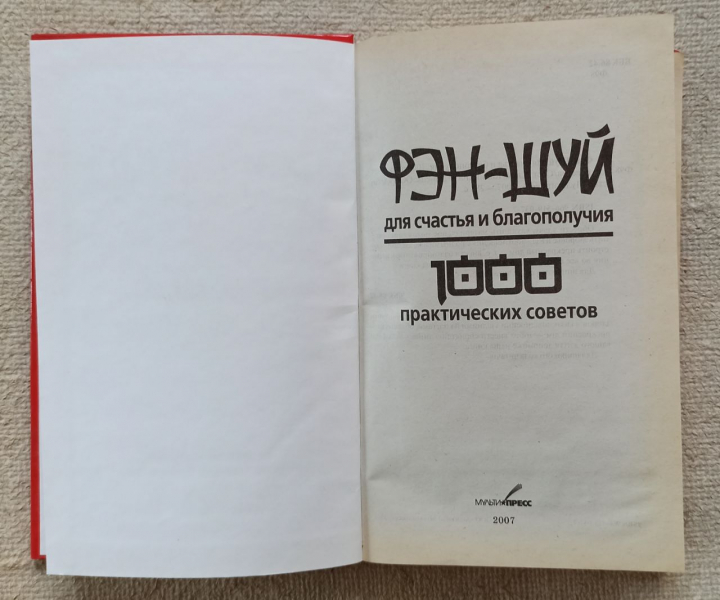 ФЭН-ШУЙ
для счастья и благополучия
1000
практических советов
МУЛЬТИПРЕСС
2007